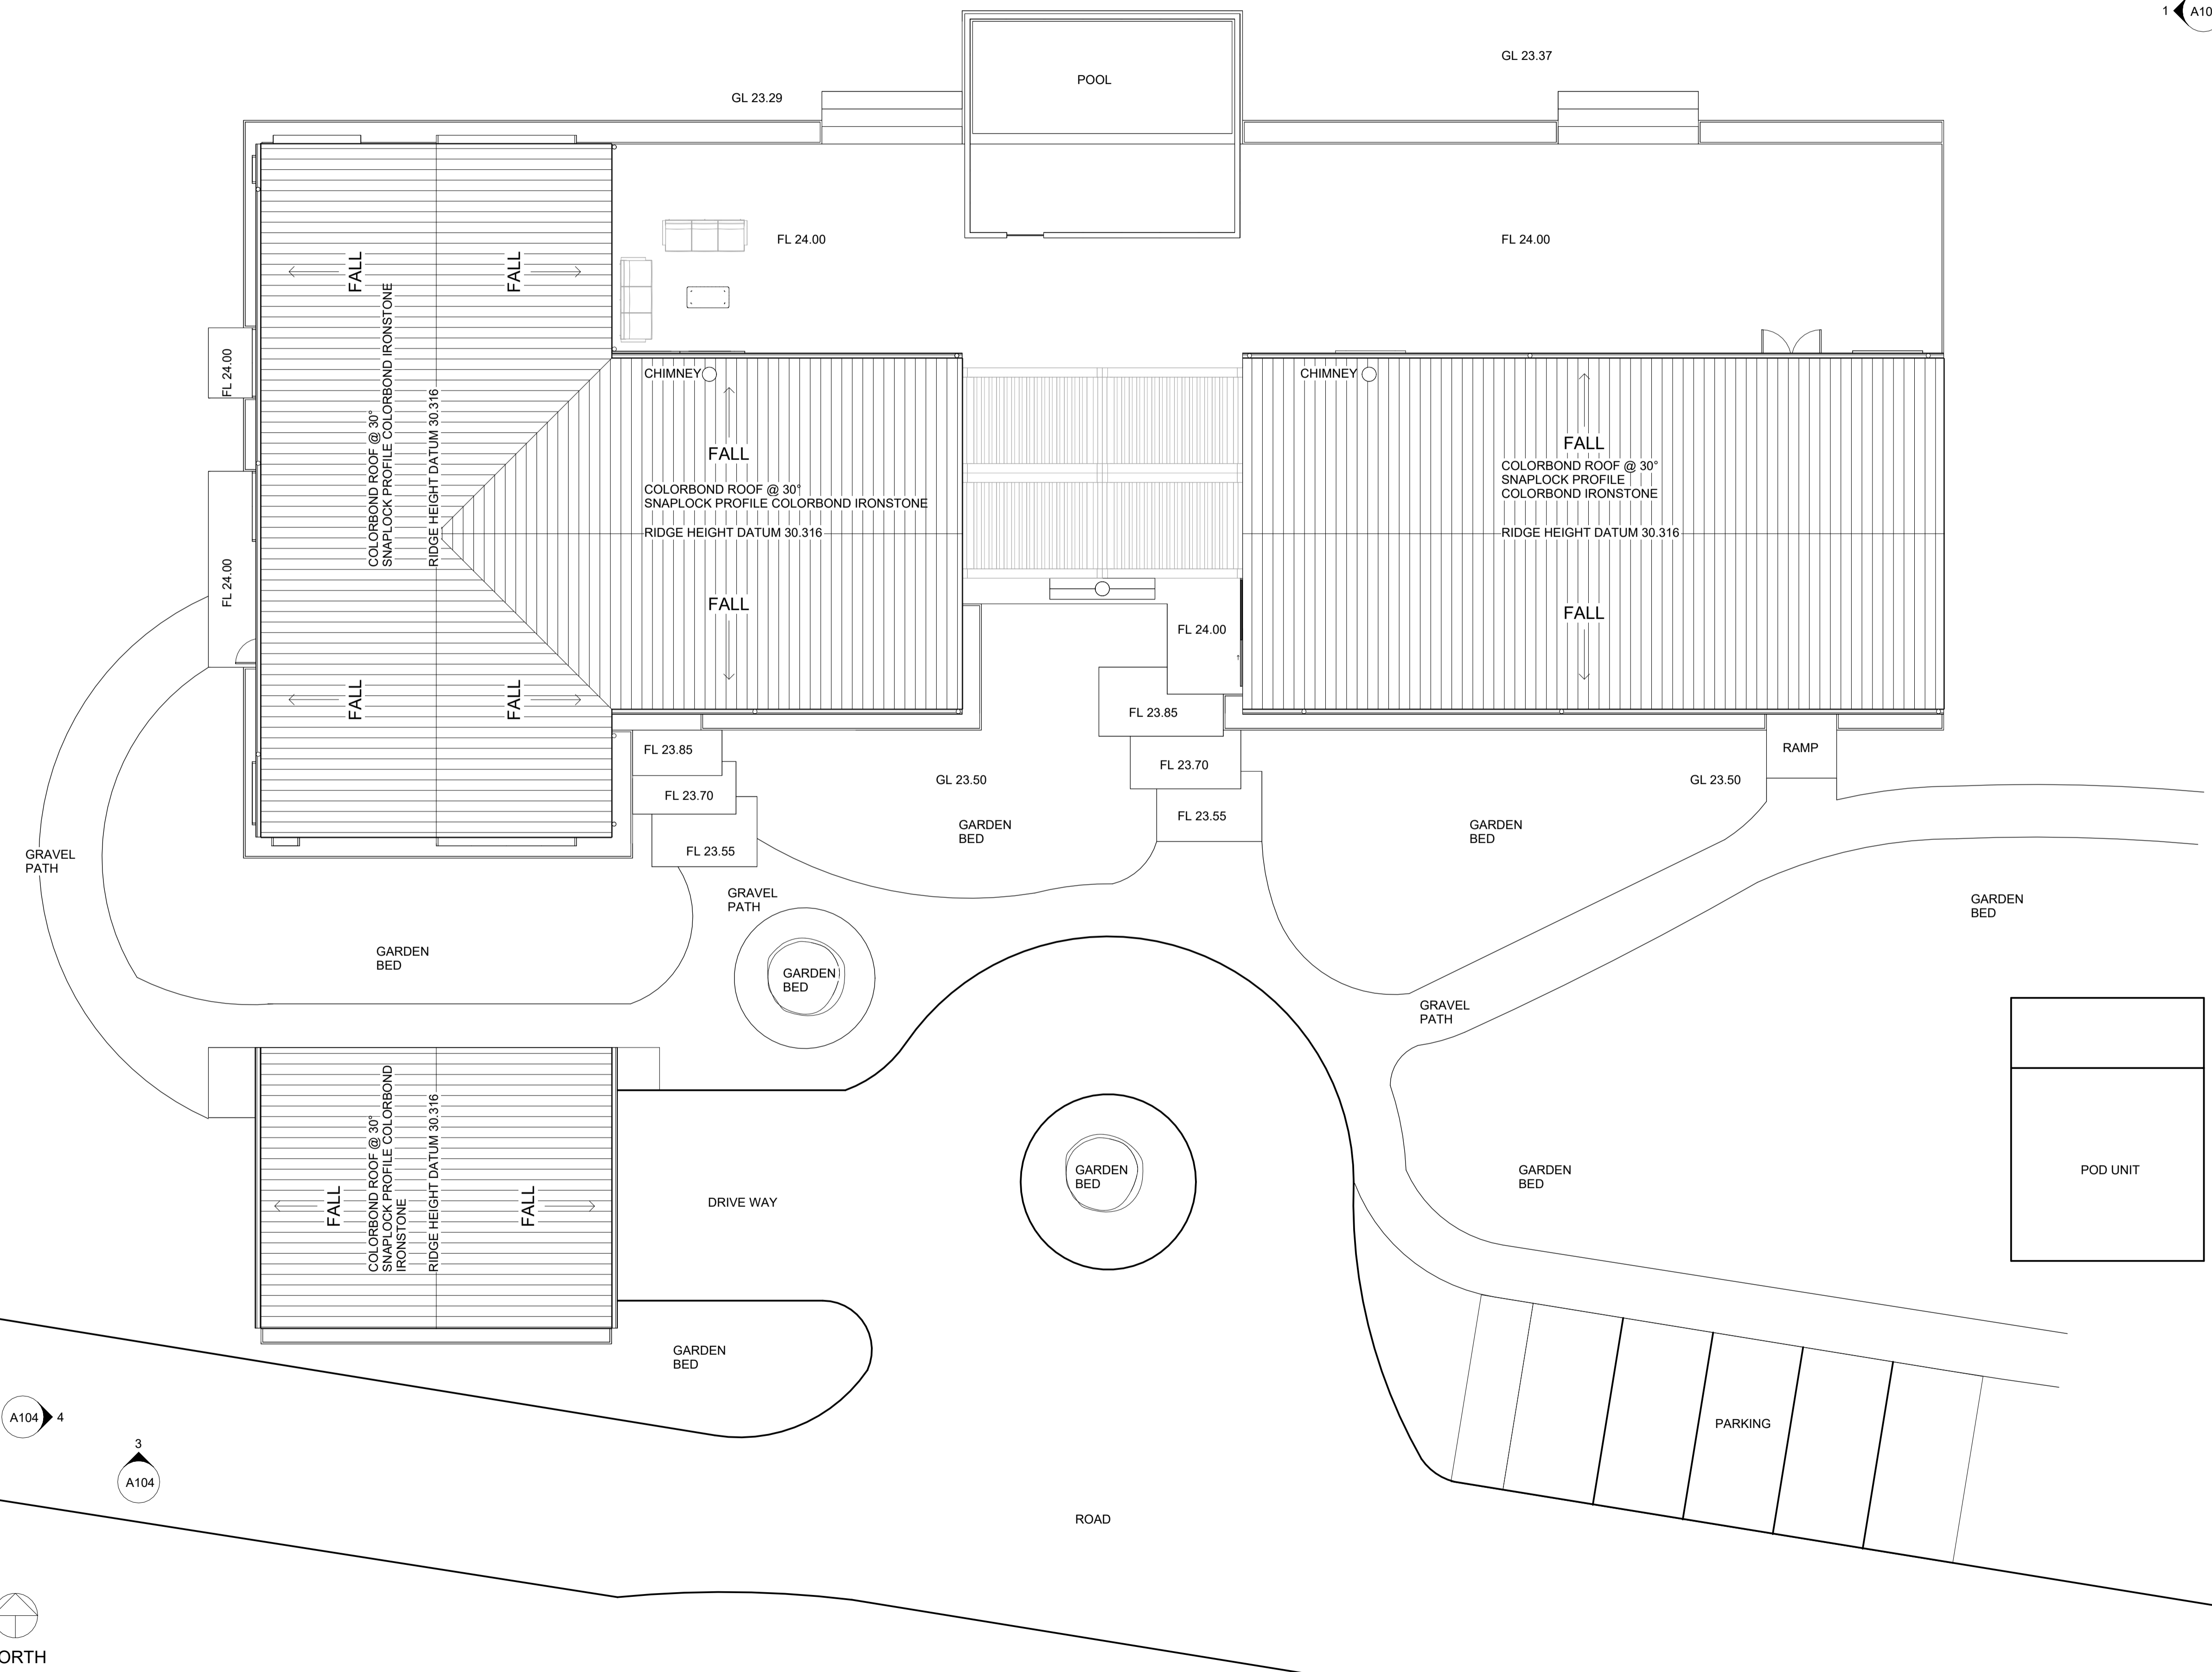 1
A10
GL 23.37
POOL
GL 23.29
FL 24.00
FL 24.00
FALL
FALL
COLORBOND ROOF @ 30°
SNAPLOCK PROFILE COLORBOND IRONSTONE
RIDGE HEIGHT DATUM 30.316
FL 24.00
FL 24.00
FALL
FALL
CHIMNEY
FALL
COLORBOND ROOF @ 30°
SNAPLOCK PROFILE COLORBOND IRONSTONE
RIDGE HEIGHT DATUM 30.316
FALL
CHIMNEY
FALL
COLORBOND ROOF @ 30°
SNAPLOCK PROFILE
COLORBOND IRONSTONE
RIDGE HEIGHT DATUM 30.316
FALL
FL 24.00
FL 23.85
FL 23.70
FL 23.55
FL 23.85
FL 23.70
FL 23.55
GL 23.50
GARDEN
BED
GL 23.50
GARDEN
BED
RAMP
GRAVEL
PATH
GRAVEL
PATH
GARDEN
BED
GARDEN
BED
GARDEN
BED
GRAVEL
PATH
COLORBOND ROOF @ 30°
SNAPLOCK PROFILE COLORBOND
IRONSTONE
RIDGE HEIGHT DATUM 30.316
FALL
FALL
DRIVE WAY
GARDEN
BED
GARDEN
BED
POD UNIT
GARDEN
BED
PARKING
A104
4
3
A104
ROAD
ORTH